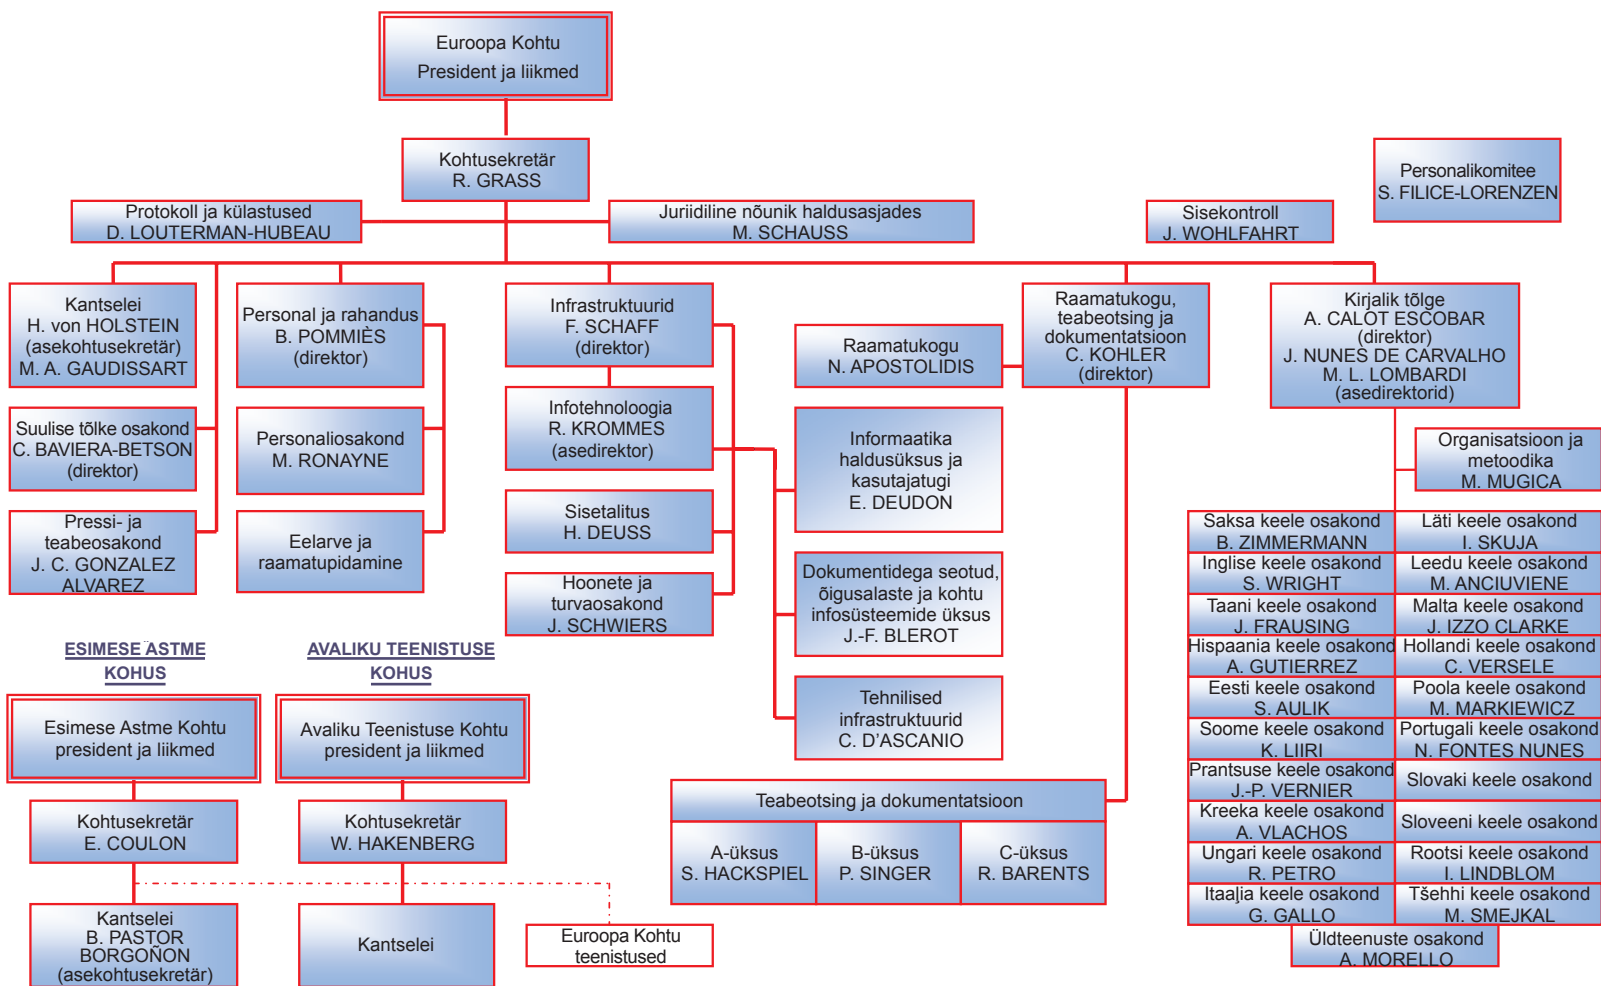 Euroopa Kohtu
President ja liikmed
Kohtusekretär
R. GRASS
Personalikomitee
S. FILICE-LORENZEN
Protokoll ja külastused
D. LOUTERMAN-HUBEAU
Juriidiline nõunik haldusasjades
M. SCHAUSS
Sisekontroll
J. WOHLFAHRT
Kantselei
H. von HOLSTEIN
(asekohtusekretär)
M. A. GAUDISSART
Personal ja rahandus
B. POMMIÈS
(direktor)
Infrastruktuurid
F. SCHAFF
(direktor)
Raamatukogu
N. APOSTOLIDIS
Raamatukogu,
teabeotsing ja
dokumentatsioon
C. KOHLER
(direktor)
Kirjalik tõlge
A. CALOT ESCOBAR
(direktor)
J. NUNES DE CARVALHO
M. L. LOMBARDI
(asedirektorid)
Suulise tõlke osakond
C. BAVIERA-BETSON
(direktor)
Personaliosakond
M. RONAYNE
Infotehnoloogia
R. KROMMES
(asedirektor)
Informaatika
haldusüksus ja
kasutajatugi
E. DEUDON
Organisatsioon ja
metoodika
M. MUGICA
Pressi- ja
teabeosakond
J. C. GONZALEZ
ALVAREZ
Eelarve ja
raamatupidamine
Sisetalitus
H. DEUSS
Hoonete ja
turvaosakond
J. SCHWIERS
Dokumentidega seotud,
õigusalaste ja kohtu
infosüsteemide üksus
J.-F. BLEROT
Tehnilised
infrastruktuurid
C. D'ASCANIO
Saksa keele osakond
B. ZIMMERMANN
Läti keele osakond
I. SKUJA
Inglise keele osakond
S. WRIGHT
Leedu keele osakond
M. ANCIUVIENE
Taani keele osakond
J. FRAUSING
Malta keele osakond
J. IZZO CLARKE
Hispaania keele osakond
A. GUTIERREZ
Hollandi keele osakond
C. VERSELE
Eesti keele osakond
S. AULIK
Poola keele osakond
M. MARKIEWICZ
Soome keele osakond
K. LIIRI
Portugali keele osakond
N. FONTES NUNES
Prantsuse keele osakond
J.-P. VERNIER
Slovaki keele osakond
Kreeka keele osakond
A. VLACHOS
Sloveeni keele osakond
Ungari keele osakond
R. PETRO
Rootsi keele osakond
I. LINDBLOM
Itaajlia keele osakond
G. GALLO
Tšehhi keele osakond
M. SMEJKAL
Üldteenuste osakond
A. MORELLO
ESIMESE ASTME
KOHUS
AVALIKU TEENISTUSE
KOHUS
Esimese Astme Kohtu
president ja liikmed
Avaliku Teenistuse Kohtu
president ja liikmed
Kohtusekretär
E. COULON
Kohtusekretär
W. HAKENBERG
Kantselei
B. PASTOR
BORGOÑON
(asekohtusekretär)
Kantselei
Euroopa Kohtu
teenistused
Teabeotsing ja dokumentatsioon
A-üksus
S. HACKSPIEL
B-üksus
P. SINGER
C-üksus
R. BARENTS